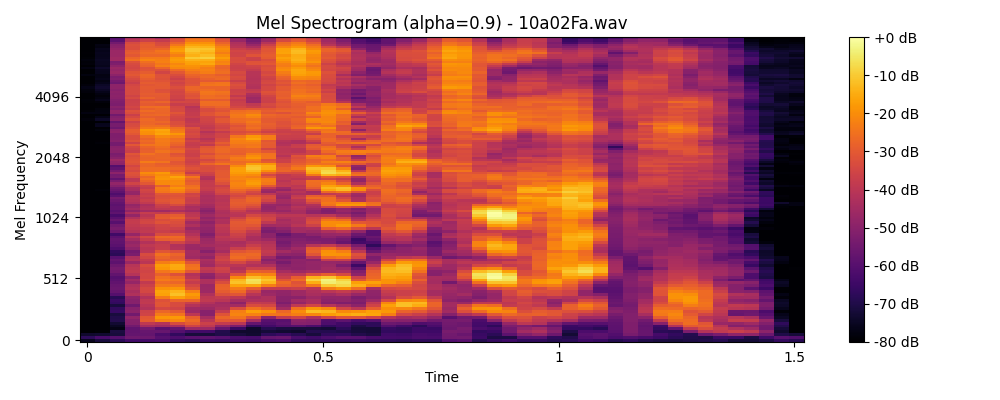 Mel Spectrogram (alpha=0.9) - 10a02Fa.wav
Mel Frequency
4096
2048
1024
512
0
0
0.5
1
1.5
Time
+0 dB
-10 dB
-20 dB
-30 dB
-40 dB
-50 dB
-60 dB
-70 dB
-80 dB